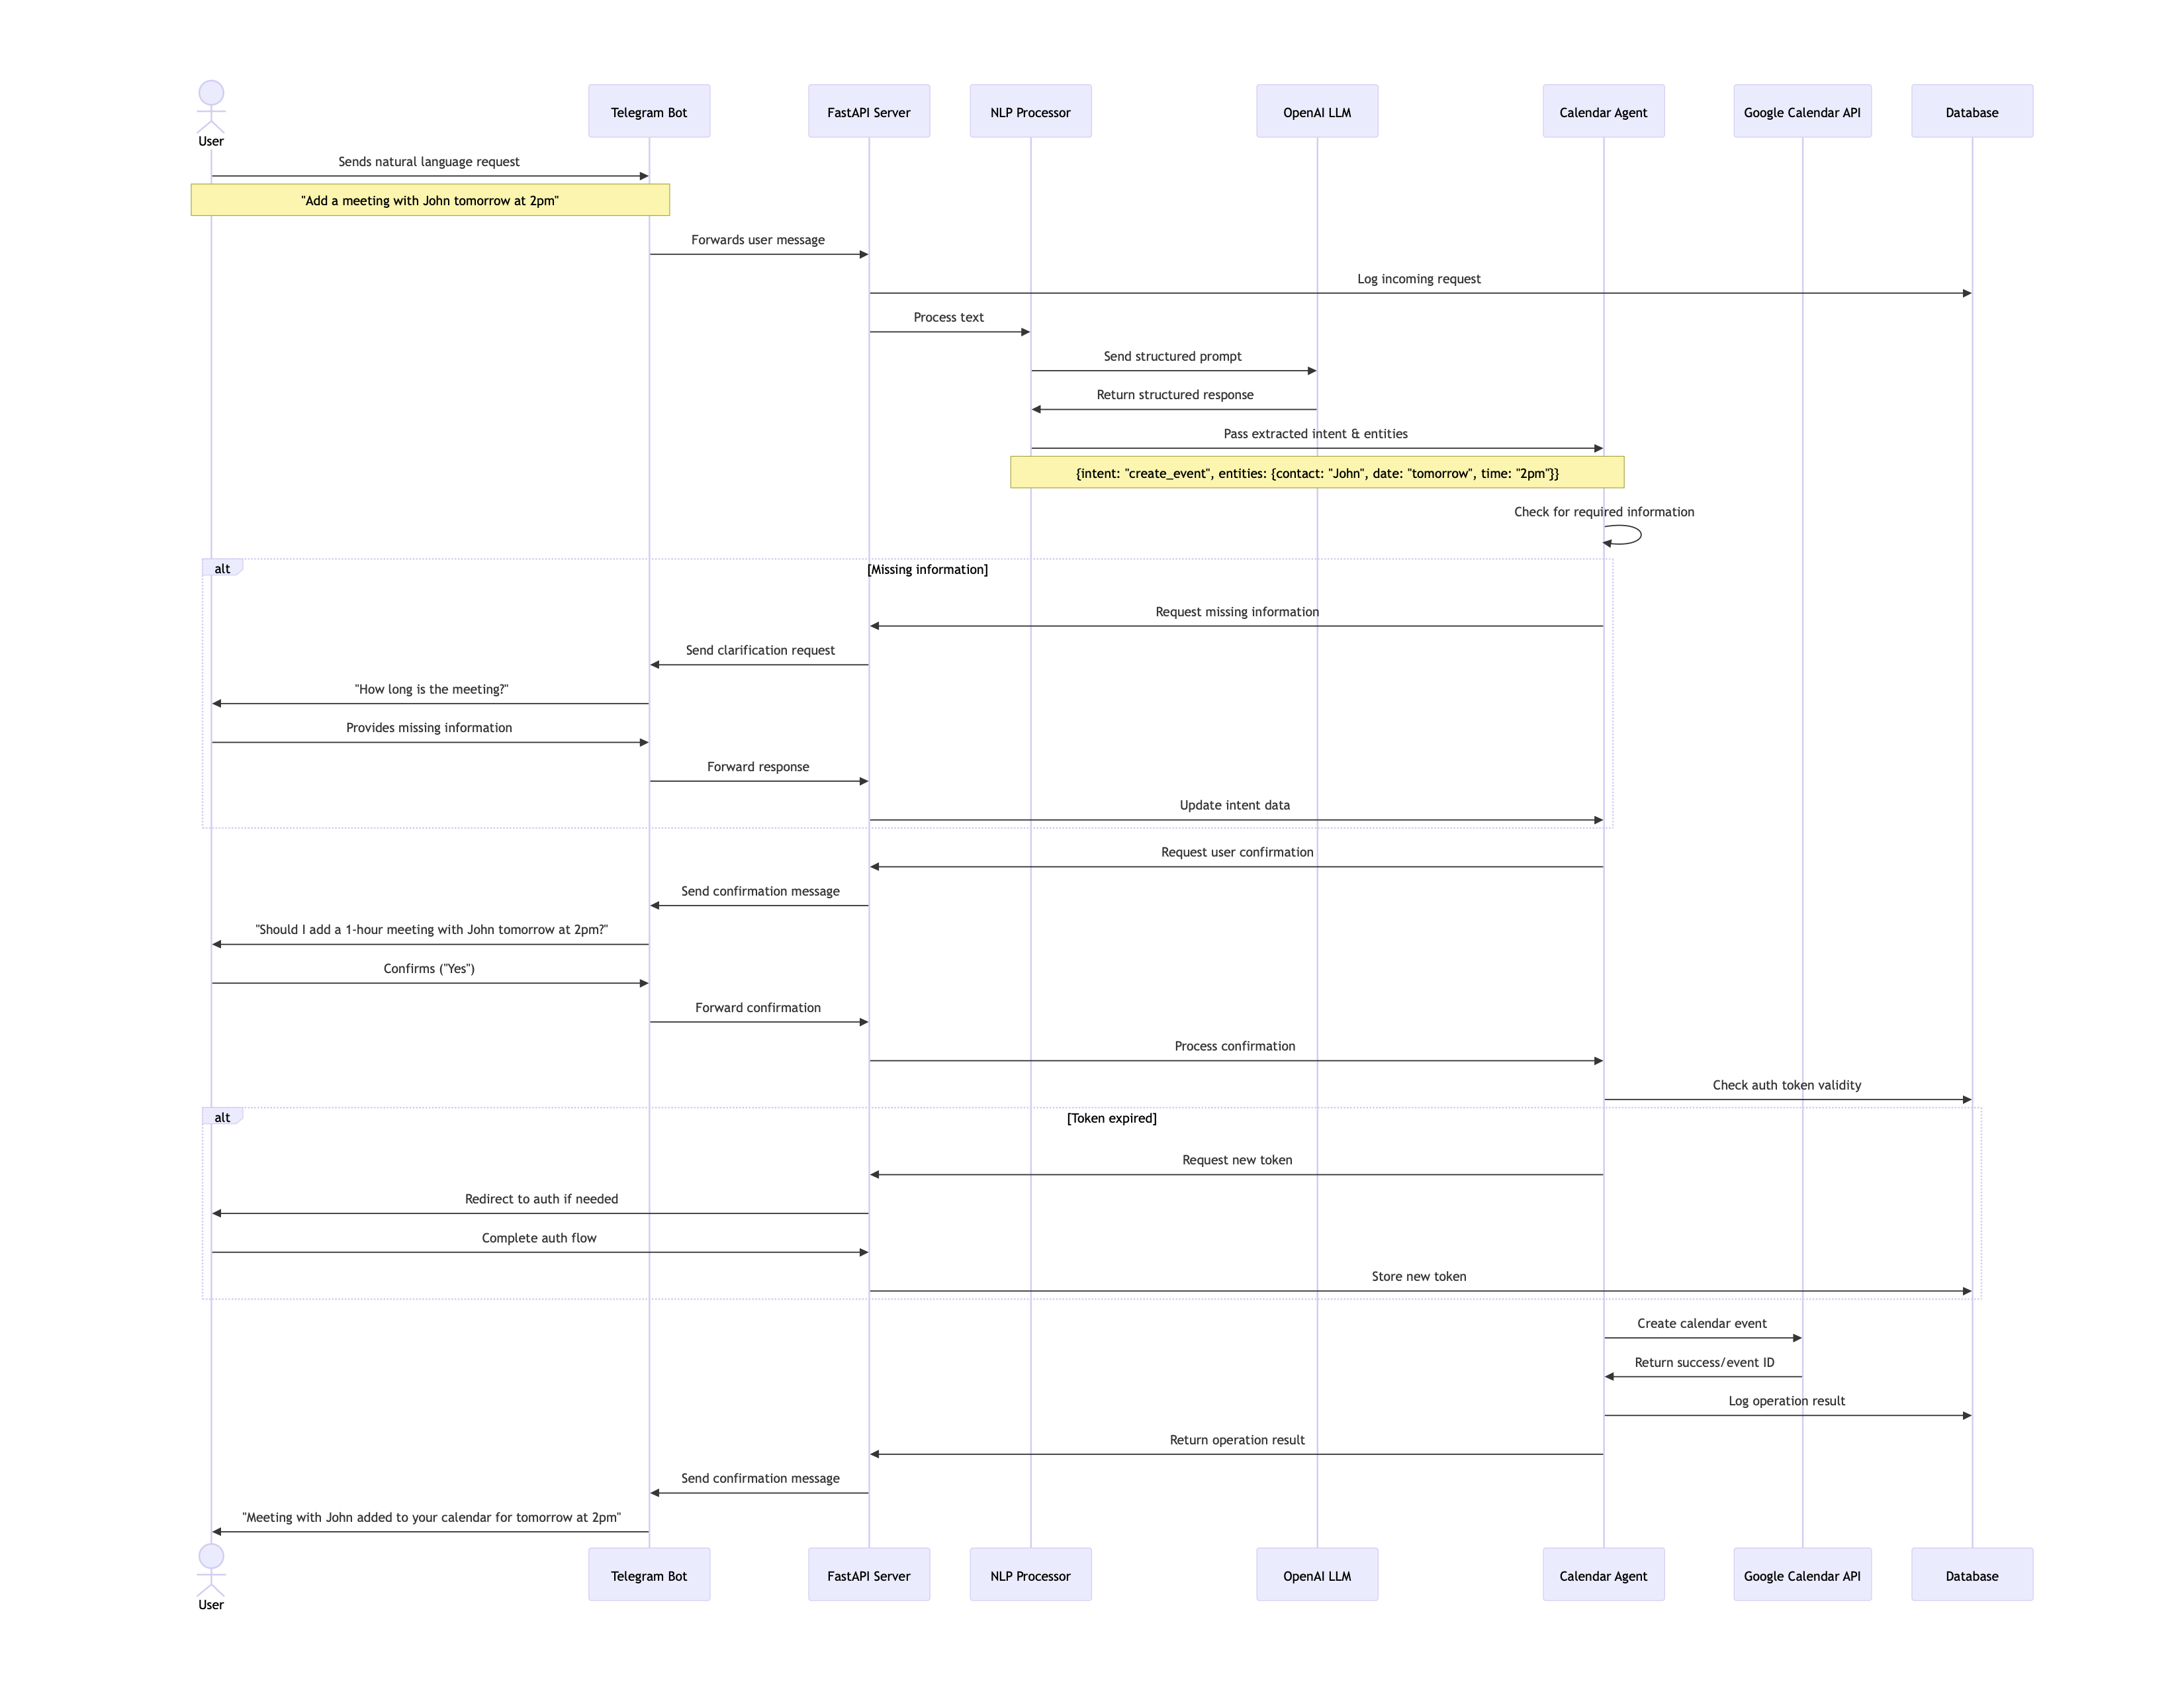 User
Telegram Bot
FastAPI Server
NLP Processor
OpenAI LLM
Calendar Agent
Google Calendar API
Database
Sends natural language request
"Add a meeting with John tomorrow at 2pm"
Forwards user message
Log incoming request
Process text
Send structured prompt
Return structured response
Pass extracted intent & entities
{intent: "create_event", entities: {contact: "John", date: "tomorrow", time: "2pm"}}
Check for required information
alt
[Missing information]
Request missing information
Send clarification request
"How long is the meeting?"
Provides missing information
Forward response
Update intent data
Request user confirmation
Send confirmation message
"Should I add a 1-hour meeting with John tomorrow at 2pm?"
Confirms ("Yes")
Forward confirmation
Process confirmation
Check auth token validity
alt
[Token expired]
Request new token
Redirect to auth if needed
Complete auth flow
Store new token
Create calendar event
Return success/event ID
Log operation result
Return operation result
Send confirmation message
"Meeting with John added to your calendar for tomorrow at 2pm"
User
Telegram Bot
FastAPI Server
NLP Processor
OpenAI LLM
Calendar Agent
Google Calendar API
Database